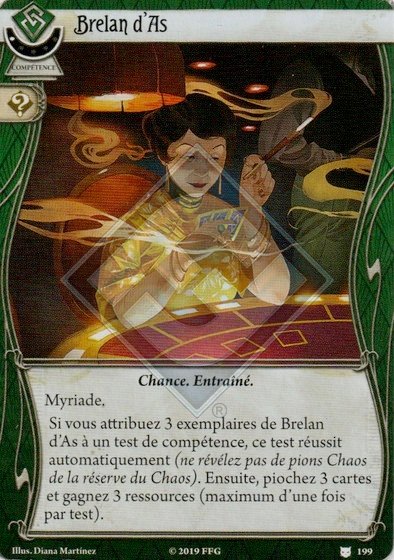 Brelan d'As
COMPÉTENCE
?
Chance. Entraîné.
Myriade.
Si vous attribuez 3 exemplaires de Brelan
d'As à un test de compétence, ce test réussit
automatiquement (ne révélez pas de pions Chaos
de la réserve du Chaos). Ensuite, piochez 3 cartes
et gagnez 3 ressources (maximum d'une fois
par test).
®
Illus. Diana Martínez
© 2019 FFG
199